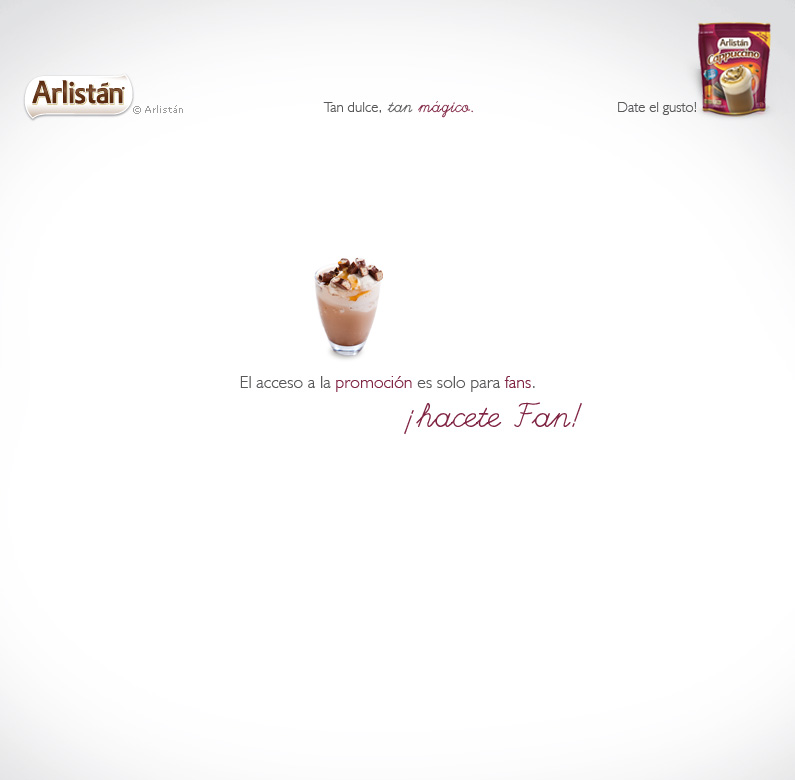 Arlistán
© Arlistán
Tan dulce, tan mágico.
Date el gusto!
Arlistán
Cappuccino
El acceso a la promoción es solo para fans.
¡hacete Fan!